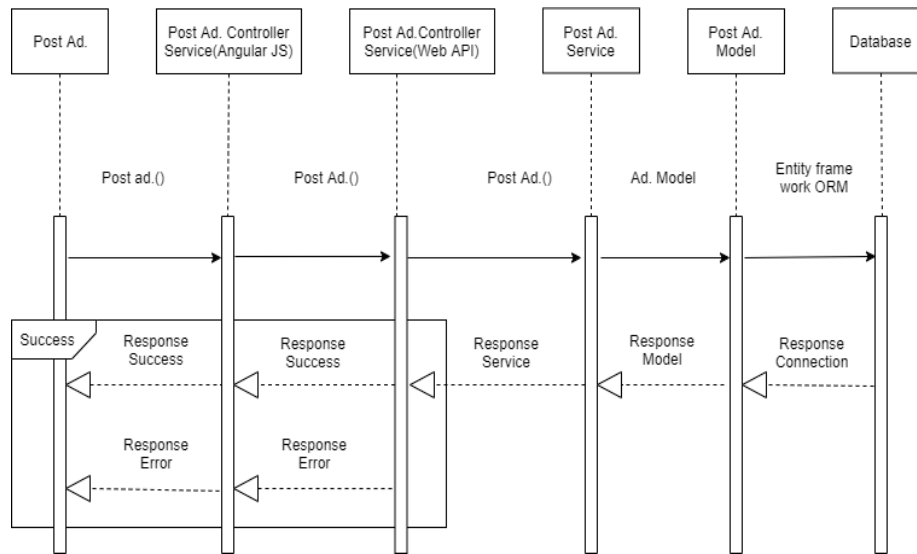 Post Ad.
Post Ad. Controller
Service(Angular JS)
Post Ad.Controller
Service(Web API)
Post Ad.
Service
Post Ad.
Model
Database
Post ad.()
Post Ad.()
Post Ad.()
Ad. Model
Entity frame
work ORM
Success
Response
Success
Response
Success
Response
Service
Response
Model
Response
Connection
Response
Error
Response
Error